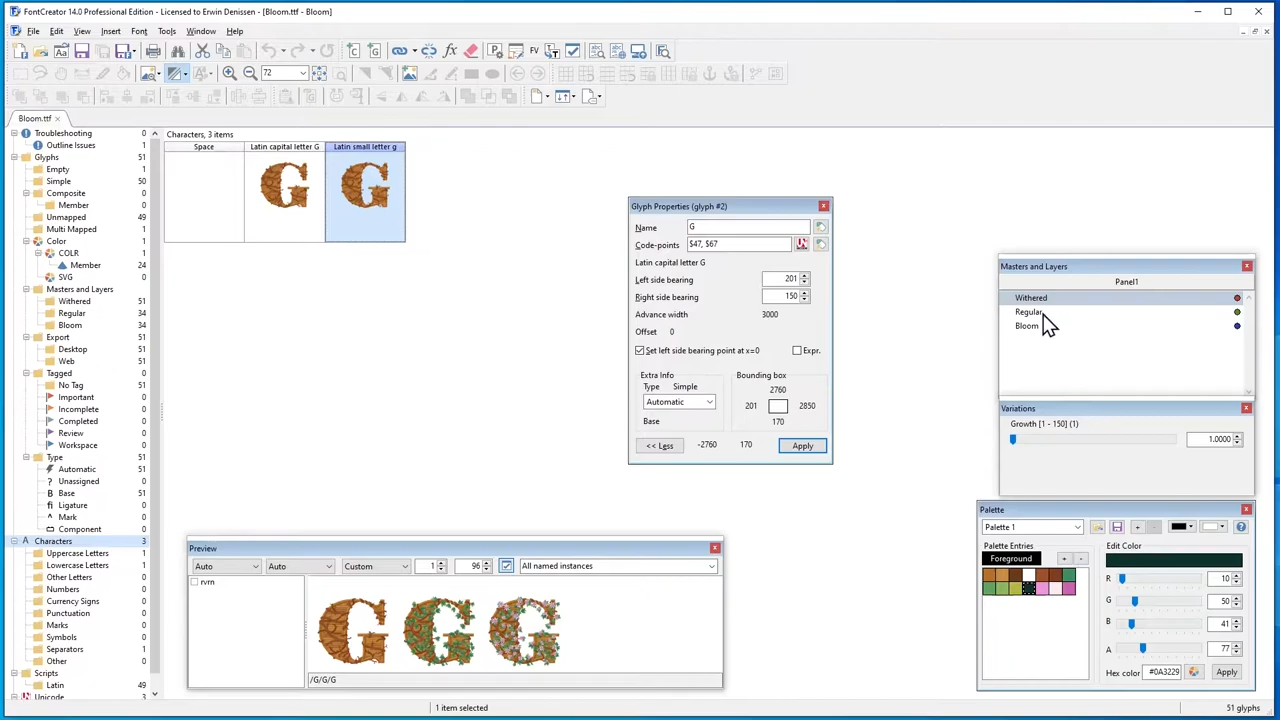 FontCreator 14.0 Professional Edition - Licensed to Erwin Denissen - [Bloom.ttf - Bloom]
File Edit View Insert Font Tools Window Help
72
Bloom.ttf
Troubleshooting 0
Outline Issues 1
Glyphs 51
Empty 1
Simple 50
Composite 0
Member 0
Unmapped 49
Multi Mapped 1
Color 1
COLR 1
Member 24
SVG 0
Masters and Layers
Withered 51
Regular 34
Bloom 34
Export
Desktop 51
Web 51
Tagged
No Tag 51
Important 0
Incomplete 0
Completed 0
Review 0
Workspace 0
Type
Automatic 51
Unassigned 0
Base 51
Ligature 0
Mark 0
Component 0
Characters 3
Uppercase Letters 1
Lowercase Letters 1
Other Letters 0
Numbers 0
Currency Signs 0
Punctuation 0
Marks 0
Symbols 0
Separators 1
Other 0
Scripts
Latin 49
Unicode 3
Characters, 3 items
Space Latin capital letter G Latin small letter g
G G
Glyph Properties (glyph #2)
Name G
Code-points $47, $67
Latin capital letter G
Left side bearing 201
Right side bearing 150
Advance width 3000
Offset 0
Set left side bearing point at x=0 Expr.
Extra Info Bounding box
Type Simple 2760
Automatic 201 2850
Base 170
<< Less -2760 170 Apply
Masters and Layers
Panel1
Withered
Regular
Bloom
Variations
Growth [1 - 150] (1)
1.0000
Palette
Palette 1
Palette Entries Edit Color
Foreground + -
R 10
G 50
B 41
A 77
Hex color #0A3229 Apply
Preview
Auto Auto Custom 1 96 All named instances
rvrn
G G G
/G/G/G
1 item selected 51 glyphs